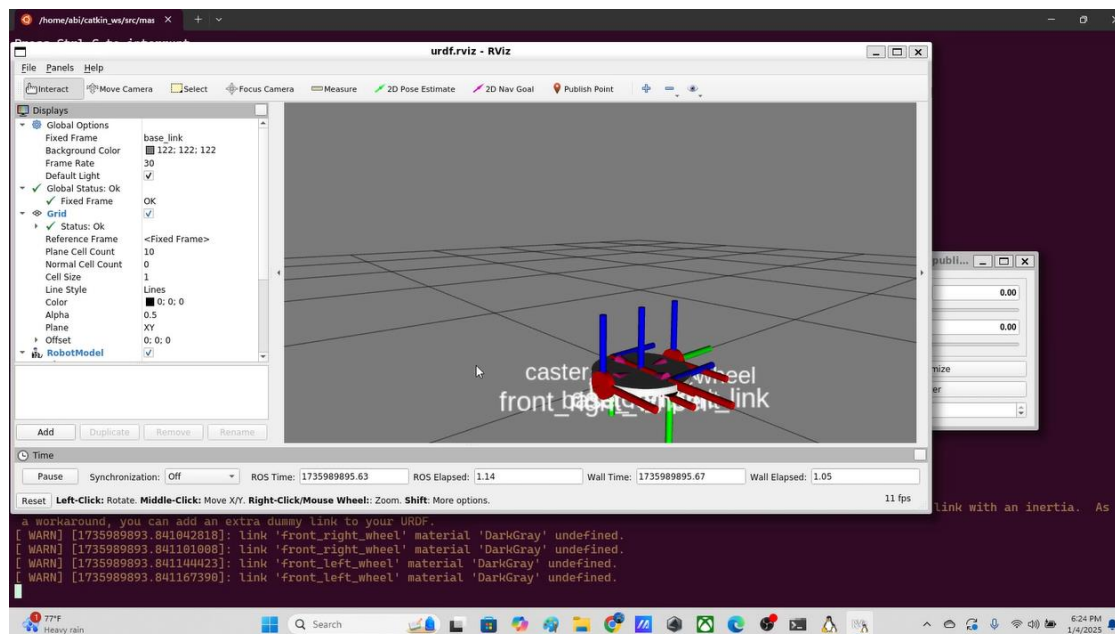 /home/abi/catkin_ws/src/mas
urdf.rviz - RViz
File Panels Help
Interact Move Camera Select Focus Camera Measure 2D Pose Estimate 2D Nav Goal Publish Point
Displays
Global Options
Fixed Frame base_link
Background Color 122; 122; 122
Frame Rate 30
Default Light
Global Status: Ok
Fixed Frame OK
Grid
Status: Ok
Reference Frame <Fixed Frame>
Plane Cell Count 10
Normal Cell Count 0
Cell Size 1
Line Style Lines
Color 0; 0; 0
Alpha 0.5
Plane XY
Offset 0; 0; 0
RobotModel
publi...
0.00
0.00
mize
er
caster
wheel
front_
link
Add Duplicate Remove Rename
Time
Pause Synchronization: Off ROS Time: 1735989895.63 ROS Elapsed: 1.14 Wall Time: 1735989895.67 Wall Elapsed: 1.05
Reset Left-Click: Rotate. Middle-Click: Move X/Y. Right-Click/Mouse Wheel:: Zoom. Shift: More options. 11 fps
link with an inertia. As
a workaround, you can add an extra dummy link to your URDF.
[ WARN] [1735989893.841042818]: link 'front_right_wheel' material 'DarkGray' undefined.
[ WARN] [1735989893.841101008]: link 'front_right_wheel' material 'DarkGray' undefined.
[ WARN] [1735989893.841144423]: link 'front_left_wheel' material 'DarkGray' undefined.
[ WARN] [1735989893.841167390]: link 'front_left_wheel' material 'DarkGray' undefined.
77°F
Heavy rain
Search
6:24 PM
1/4/2025